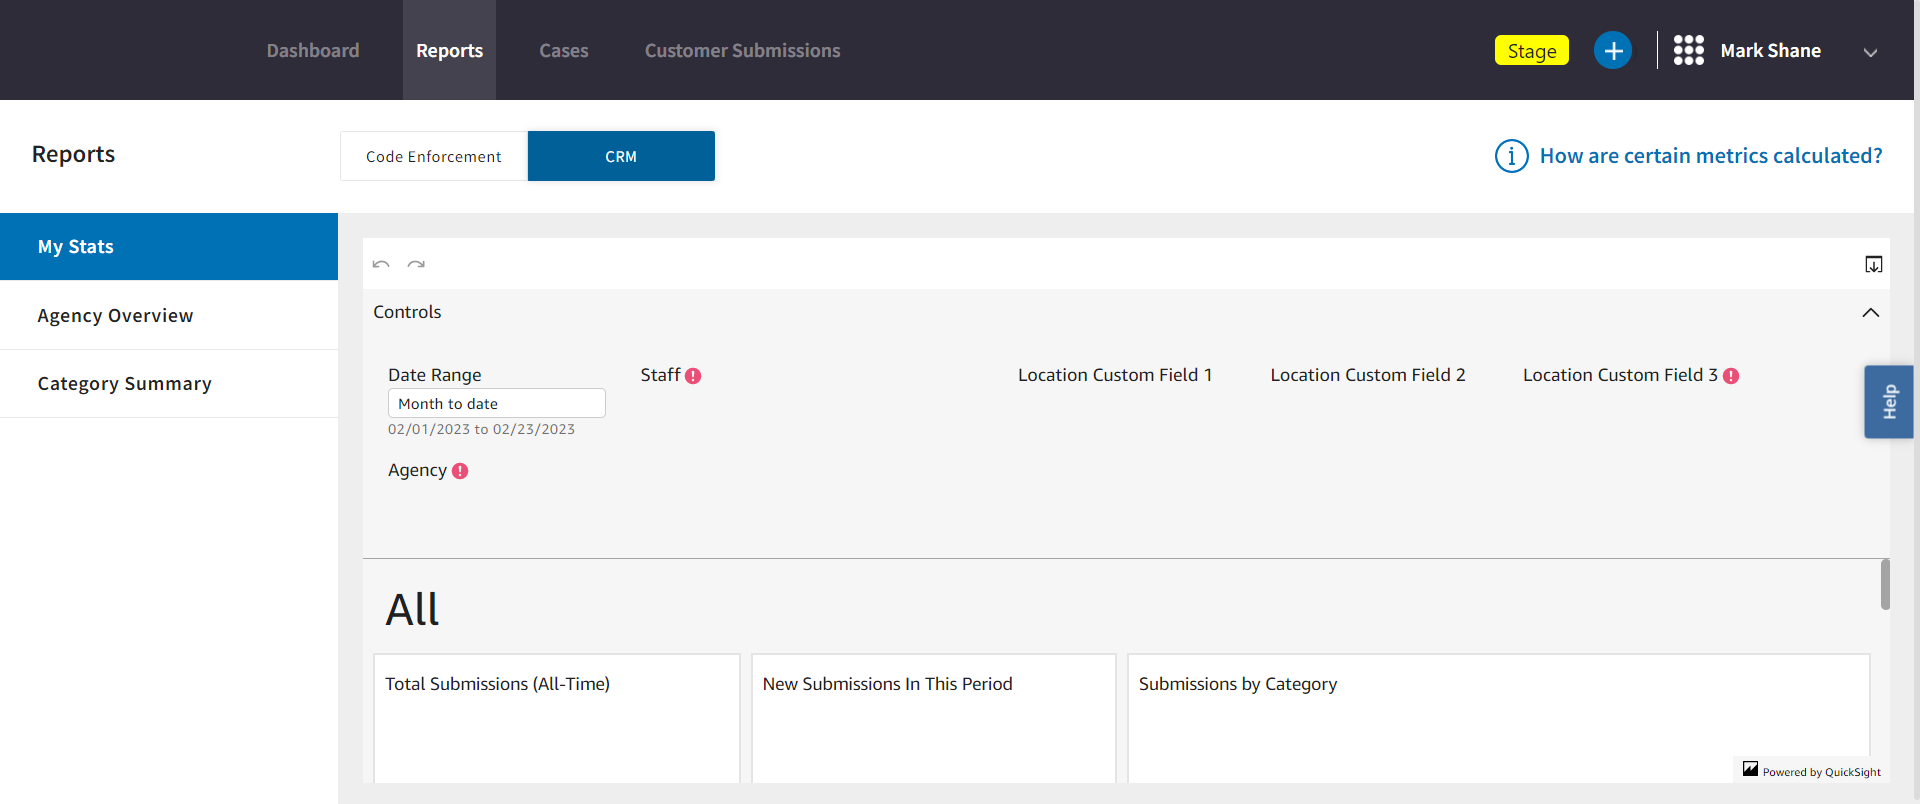 Dashboard Reports Cases Customer Submissions Stage Mark Shane
Reports Code Enforcement CRM How are certain metrics calculated?
My Stats
Agency Overview
Category Summary
Controls
Date Range Staff Location Custom Field 1 Location Custom Field 2 Location Custom Field 3
Month to date
02/01/2023 to 02/23/2023
Help
Agency
All
Total Submissions (All-Time) New Submissions In This Period Submissions by Category
Powered by QuickSight